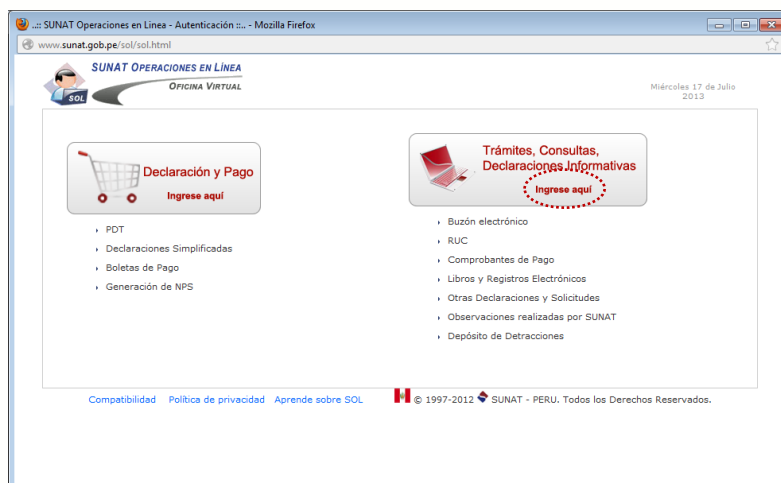 ..:: SUNAT Operaciones en Linea - Autenticación ::.. - Mozilla Firefox
www.sunat.gob.pe/sol/sol.html
SUNAT OPERACIONES EN LÍNEA
OFICINA VIRTUAL
SOL
Miércoles 17 de Julio
2013
Declaración y Pago
Ingrese aquí
PDT
Declaraciones Simplificadas
Boletas de Pago
Generación de NPS
Trámites, Consultas,
Declaraciones Informativas
Ingrese aquí
Buzón electrónico
RUC
Comprobantes de Pago
Libros y Registros Electrónicos
Otras Declaraciones y Solicitudes
Observaciones realizadas por SUNAT
Depósito de Detracciones
Compatibilidad Política de privacidad Aprende sobre SOL © 1997-2012 SUNAT - PERU. Todos los Derechos Reservados.